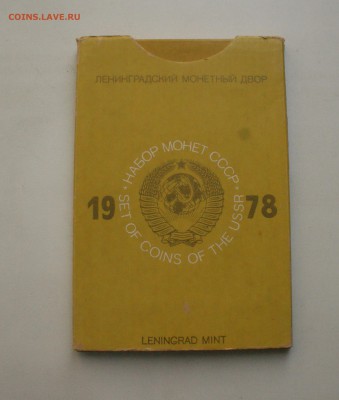 COINS.LAVE.RU
ЛЕНИНГРАДСКИЙ МОНЕТНЫЙ ДВОР
• НАБОР МОНЕТ СССР •
19 78
SET OF COINS OF THE USSR
LENINGRAD MINT